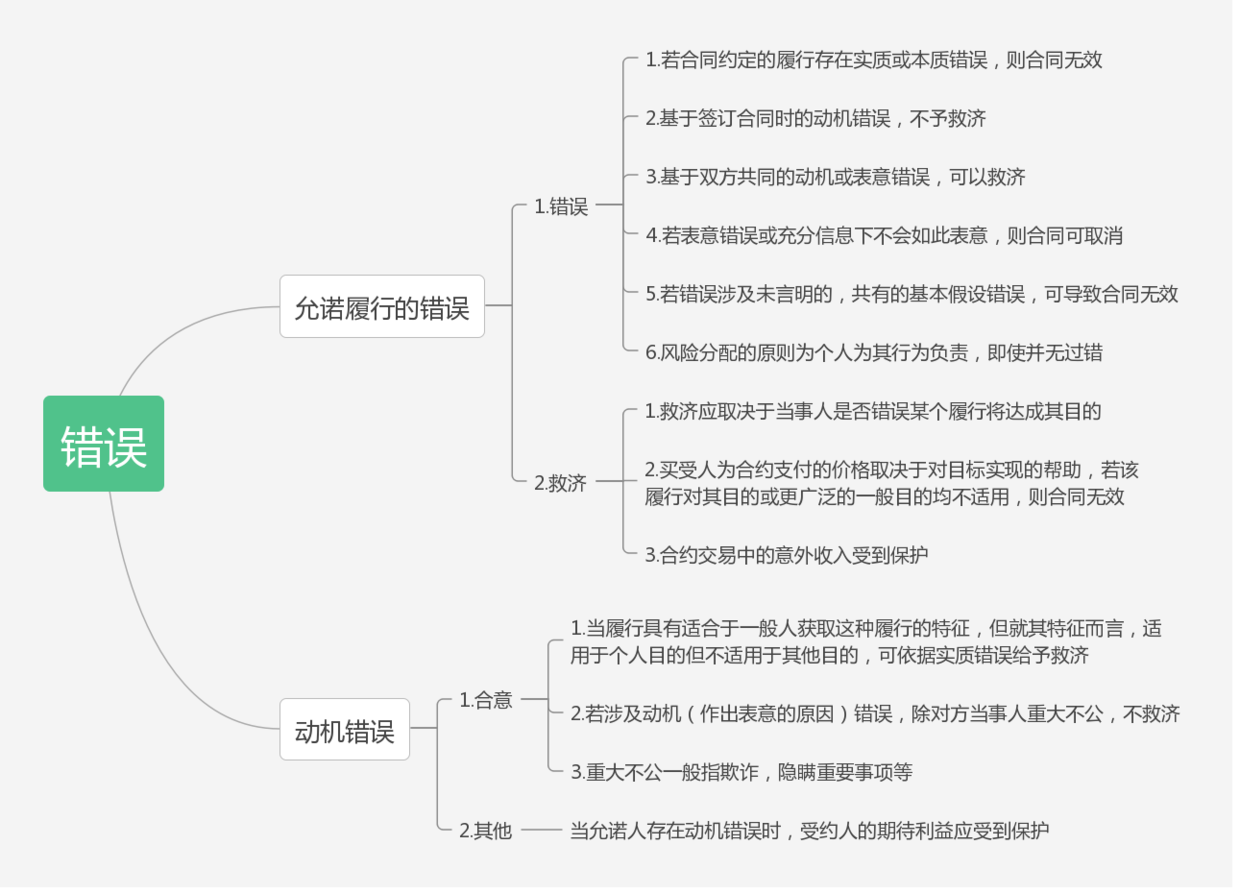 错误
允诺履行的错误
1.错误
1.若合同约定的履行存在实质或本质错误，则合同无效
2.基于签订合同时的动机错误，不予救济
3.基于双方共同的动机或表意错误，可以救济
4.若表意错误或充分信息下不会如此表意，则合同可取消
5.若错误涉及未言明的，共有的基本假设错误，可导致合同无效
6.风险分配的原则为个人为其行为负责，即使并无过错
2.救济
1.救济应取决于当事人是否错误某个履行将达成其目的
2.买受人为合约支付的价格取决于对目标实现的帮助，若该
履行对其目的或更广泛的一般目的均不适用，则合同无效
3.合约交易中的意外收入受到保护
动机错误
1.合意
1.当履行具有适合于一般人获取这种履行的特征，但就其特征而言，适
用于个人目的但不适用于其他目的，可依据实质错误给予救济
2.若涉及动机（作出表意的原因）错误，除对方当事人重大不公，不救济
3.重大不公一般指欺诈，隐瞒重要事项等
2.其他
当允诺人存在动机错误时，受约人的期待利益应受到保护